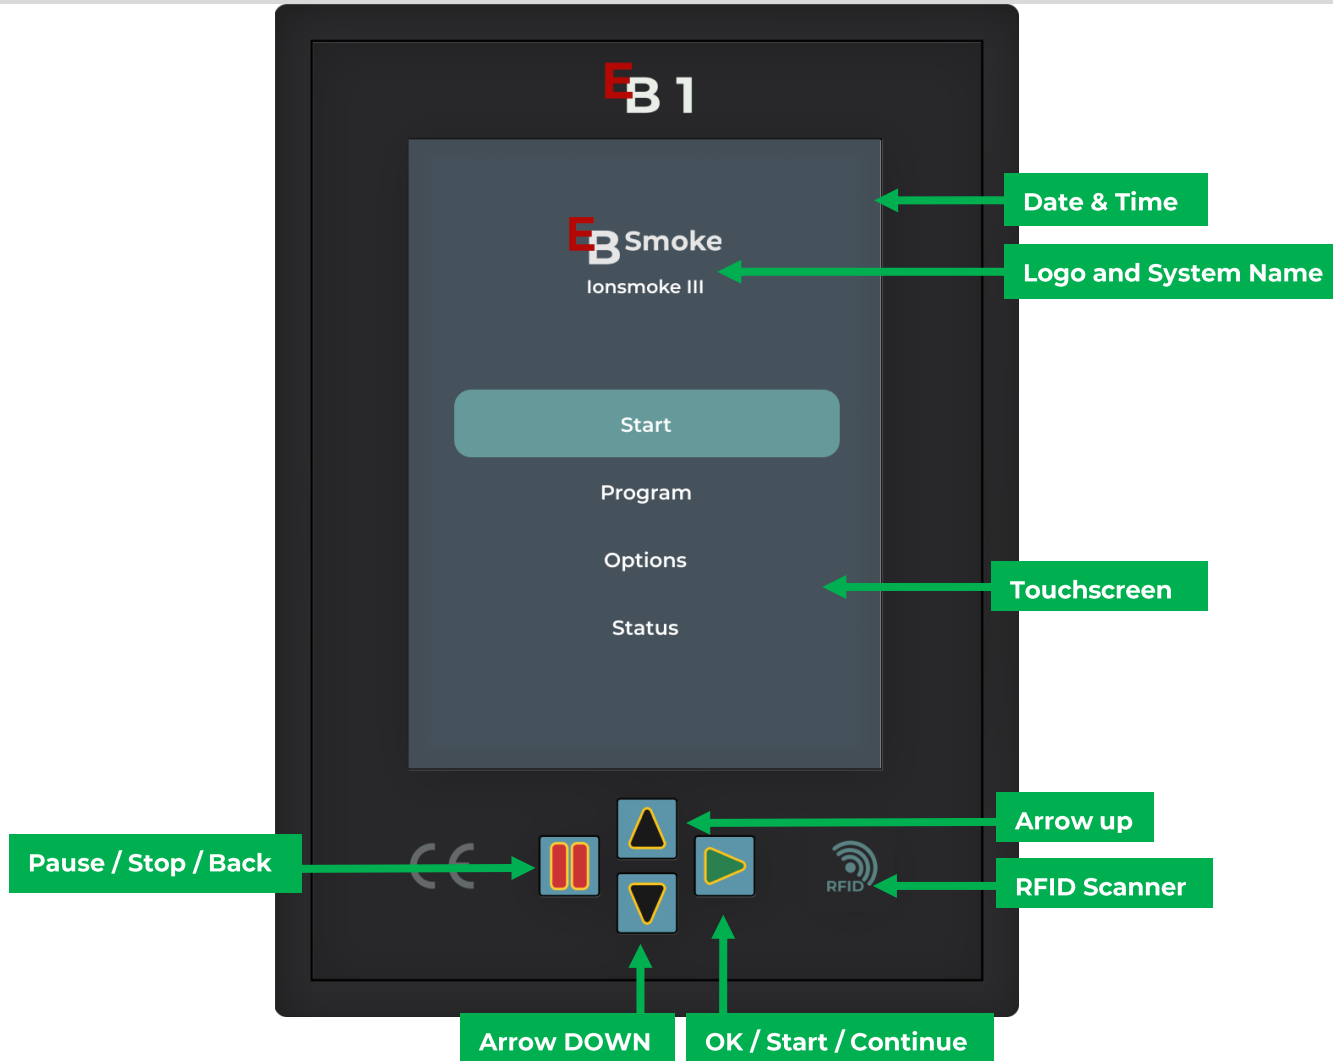 EB 1
Date & Time
EB Smoke
Logo and System Name
Ionsmoke III
Start
Program
Options
Touchscreen
Status
Arrow up
Pause / Stop / Back
CE
RFID
RFID Scanner
Arrow DOWN
OK / Start / Continue